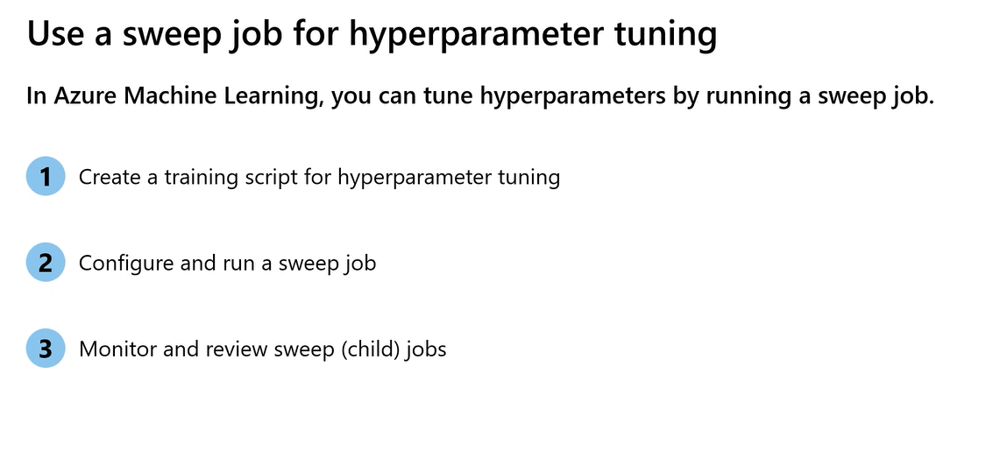 Use a sweep job for hyperparameter tuning
In Azure Machine Learning, you can tune hyperparameters by running a sweep job.
1 Create a training script for hyperparameter tuning
2 Configure and run a sweep job
3 Monitor and review sweep (child) jobs